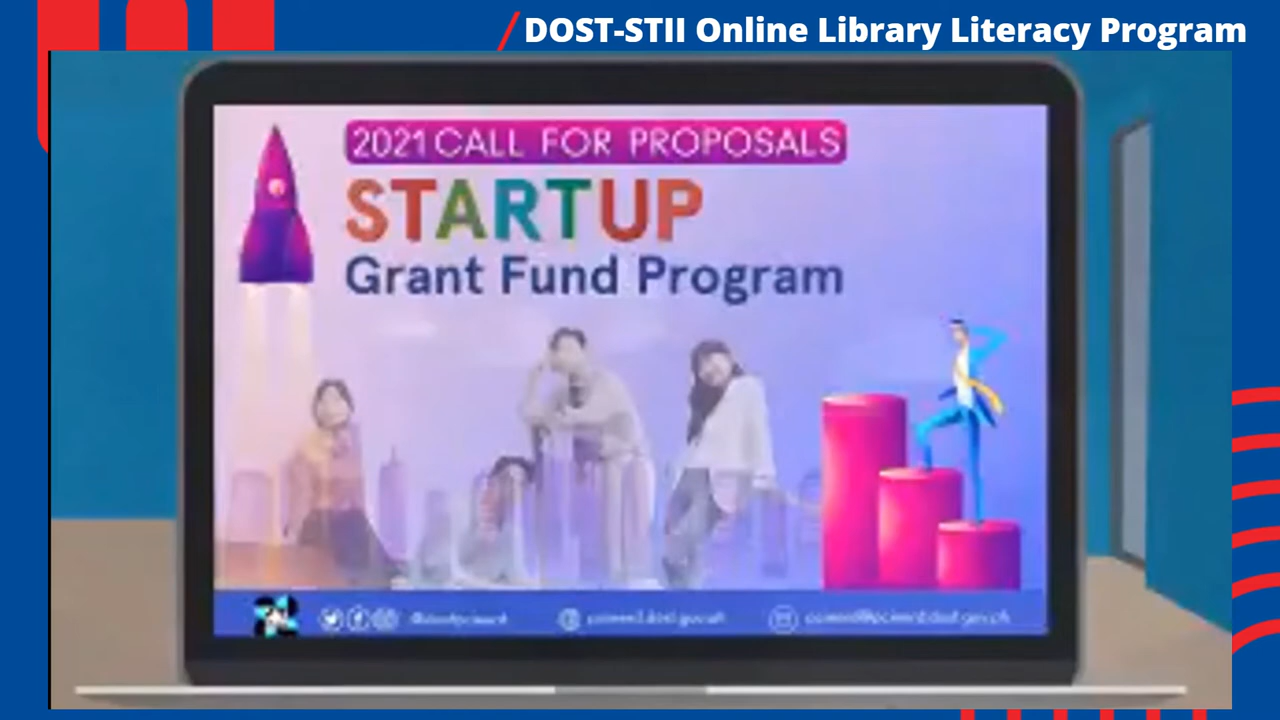 /DOST-STII Online Library Literacy Program
2021 CALL FOR PROPOSALS
STARTUP
Grant Fund Program